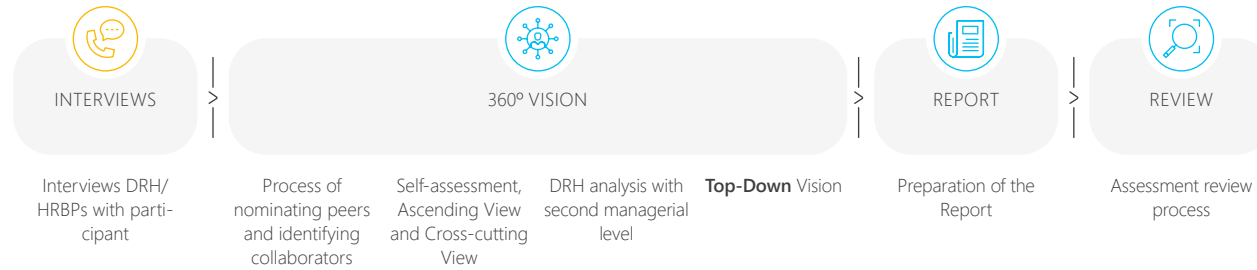 INTERVIEWS
>
360º VISION
>
REPORT
>
REVIEW
Interviews DRH/
HRBPs with parti-
cipant
Process of
nominating peers
and identifying
collaborators
Self-assessment,
Ascending View
and Cross-cutting
View
DRH analysis with
second managerial
level
Top-Down Vision
Preparation of the
Report
Assessment review
process